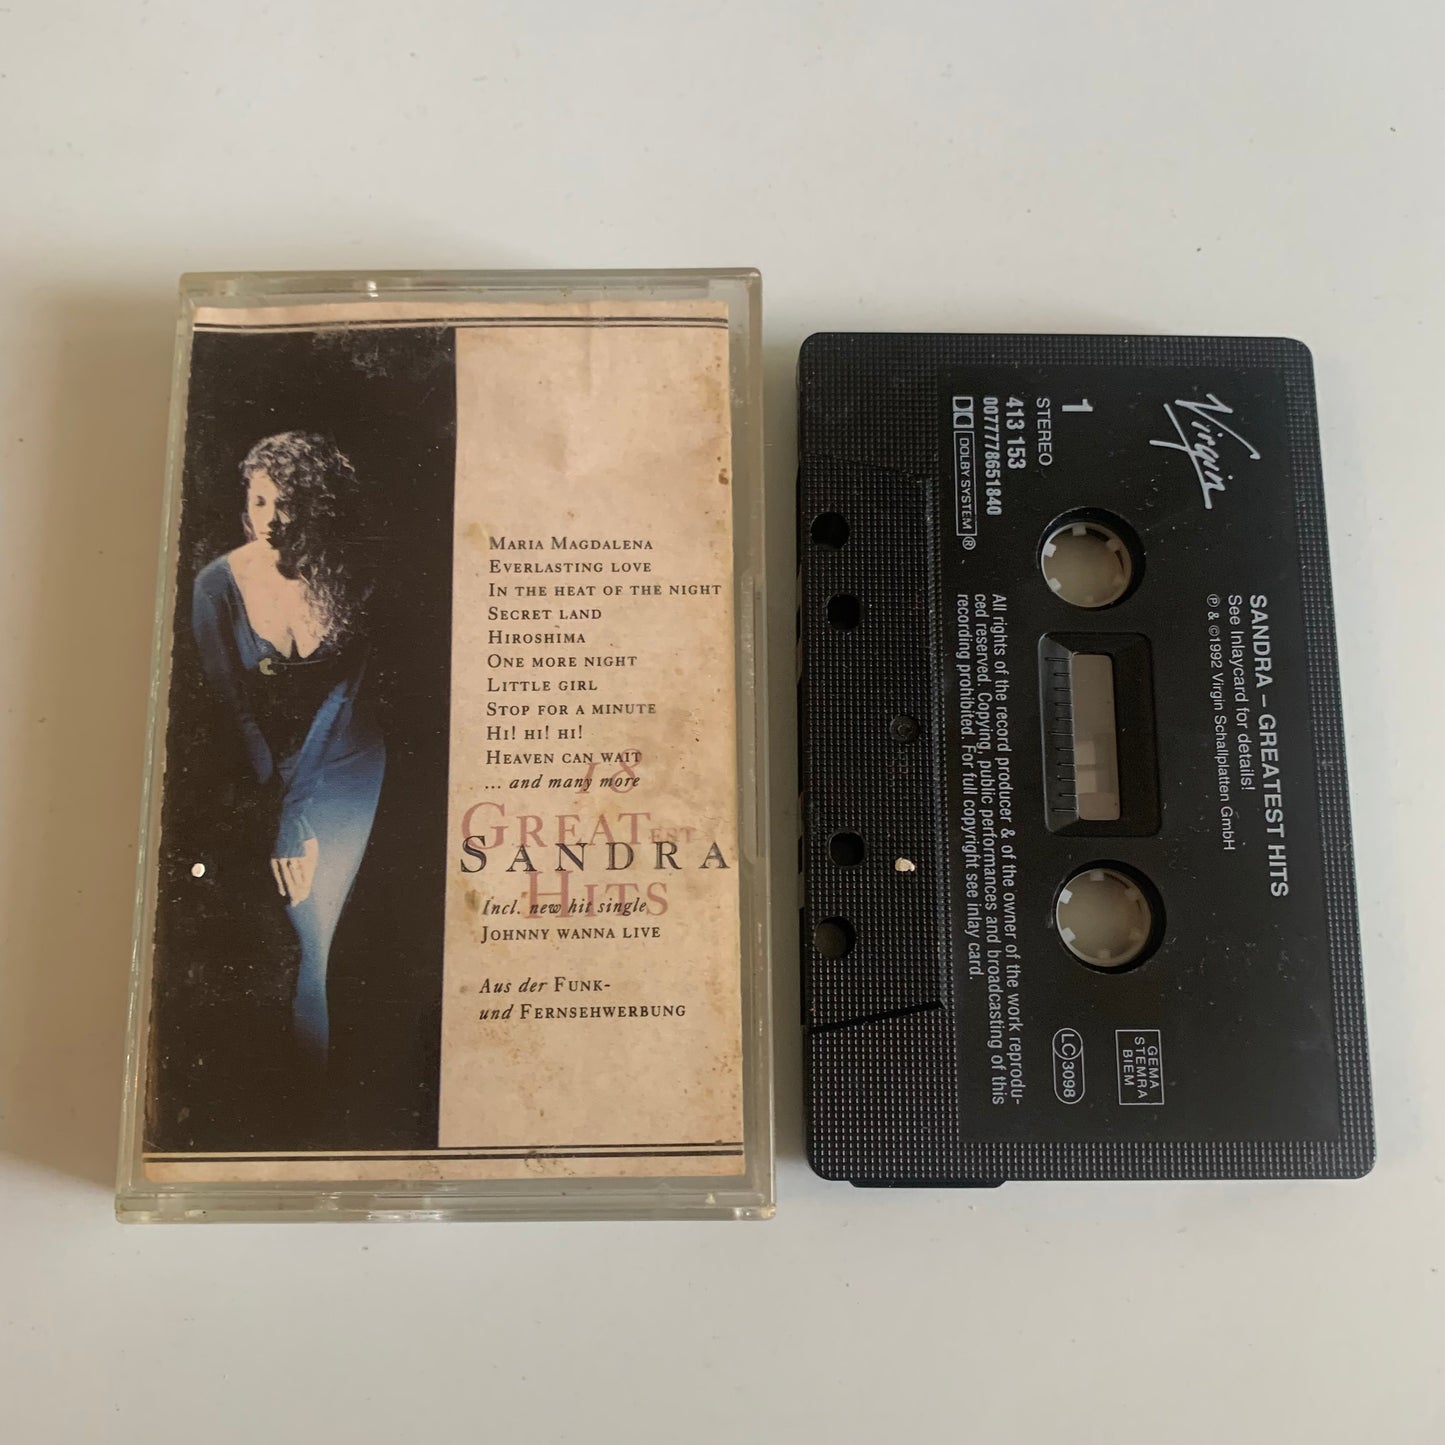 MARIA MAGDALENA
EVERLASTING LOVE
IN THE HEAT OF THE NIGHT
SECRET LAND
HIROSHIMA
ONE MORE NIGHT
LITTLE GIRL
STOP FOR A MINUTE
HI! HI! HI!
HEAVEN CAN WAIT
... and many more
18
GREATEST
SANDRA
HITS
Incl. new hit single
JOHNNY WANNA LIVE
Aus der FUNK-
und FERNSEHWERBUNG
Virgin
1
STEREO
413 153
0077778651840
DOLBY SYSTEM ®
SANDRA – GREATEST HITS
See Inlaycard for details!
℗ & ©1992 Virgin Schallplatten GmbH
All rights of the record producer & of the owner of the work reprodu-
ced reserved. Copying, public performances and broadcasting of this
recording prohibited. For full copyright see inlay card.
LC 3098
GEMA
STEMRA
BIEM